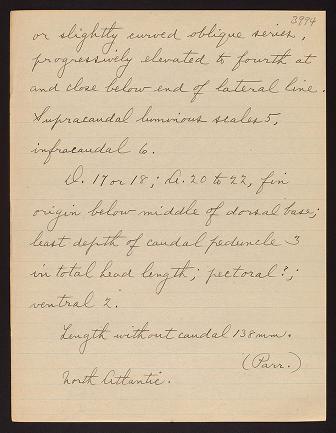 3994
or slightly curved oblique series,
progressively elevated to fourth at
and close below end of lateral line.
Supracaudal luminous scales 5,
infracaudal 6.
D. 17 or 18; A. 20 to 22, fin
origin below middle of dorsal base;
least depth of caudal peduncle 3
in total head length; pectoral ?;
ventral 2.
Length without caudal 138 mm.
(Parr.)
North Atlantic.